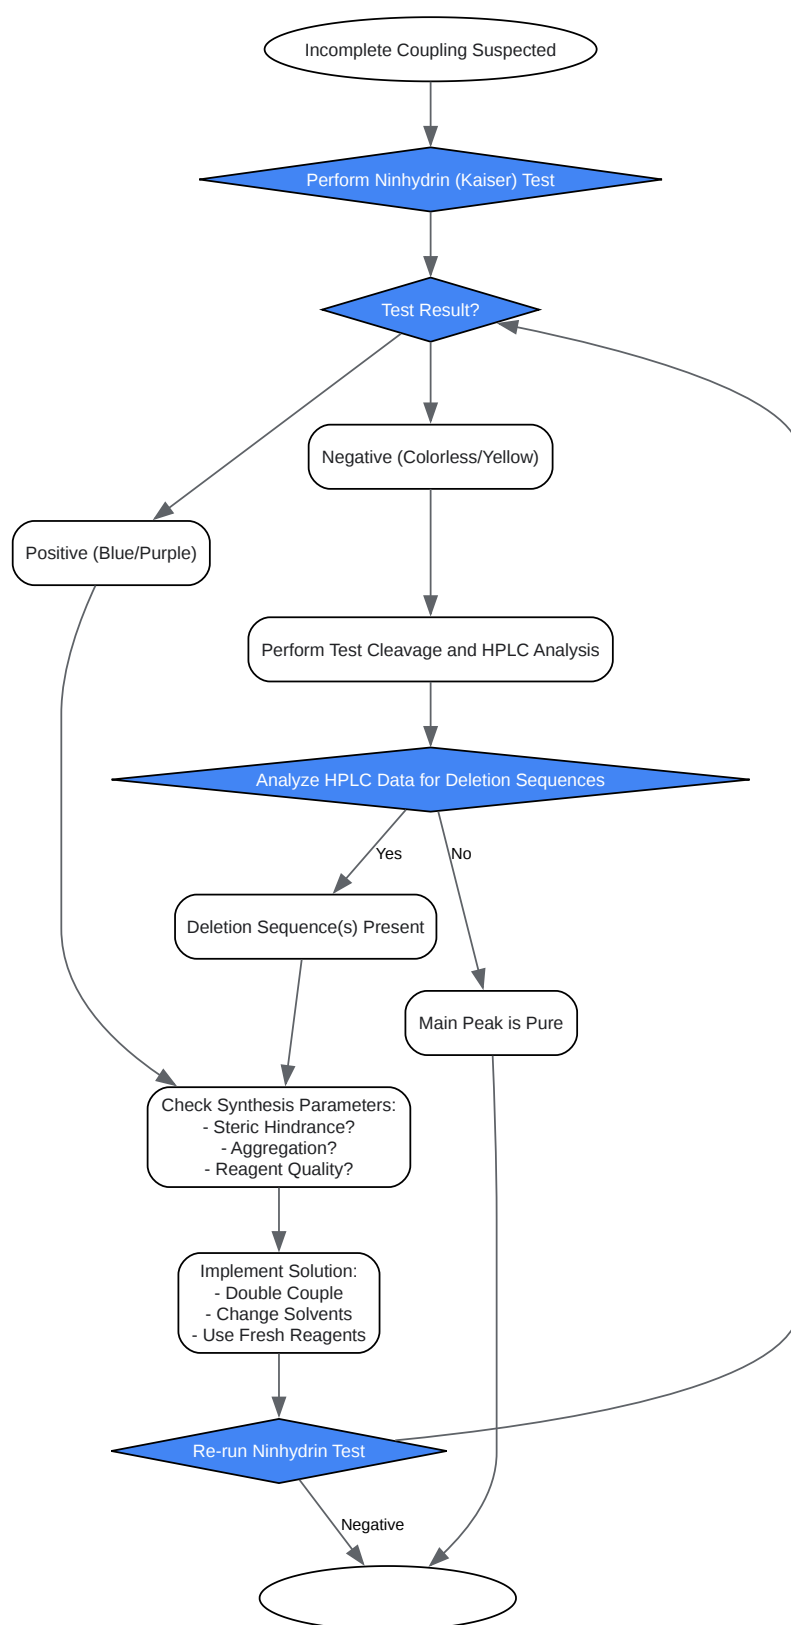 Incomplete Coupling Suspected
Perform Ninhydrin (Kaiser) Test
Test Result?
Negative (Colorless/Yellow)
Positive (Blue/Purple)
Perform Test Cleavage and HPLC Analysis
Analyze HPLC Data for Deletion Sequences
Yes
No
Deletion Sequence(s) Present
Main Peak is Pure
Check Synthesis Parameters:
- Steric Hindrance?
- Aggregation?
- Reagent Quality?
Implement Solution:
- Double Couple
- Change Solvents
- Use Fresh Reagents
Re-run Ninhydrin Test
Negative